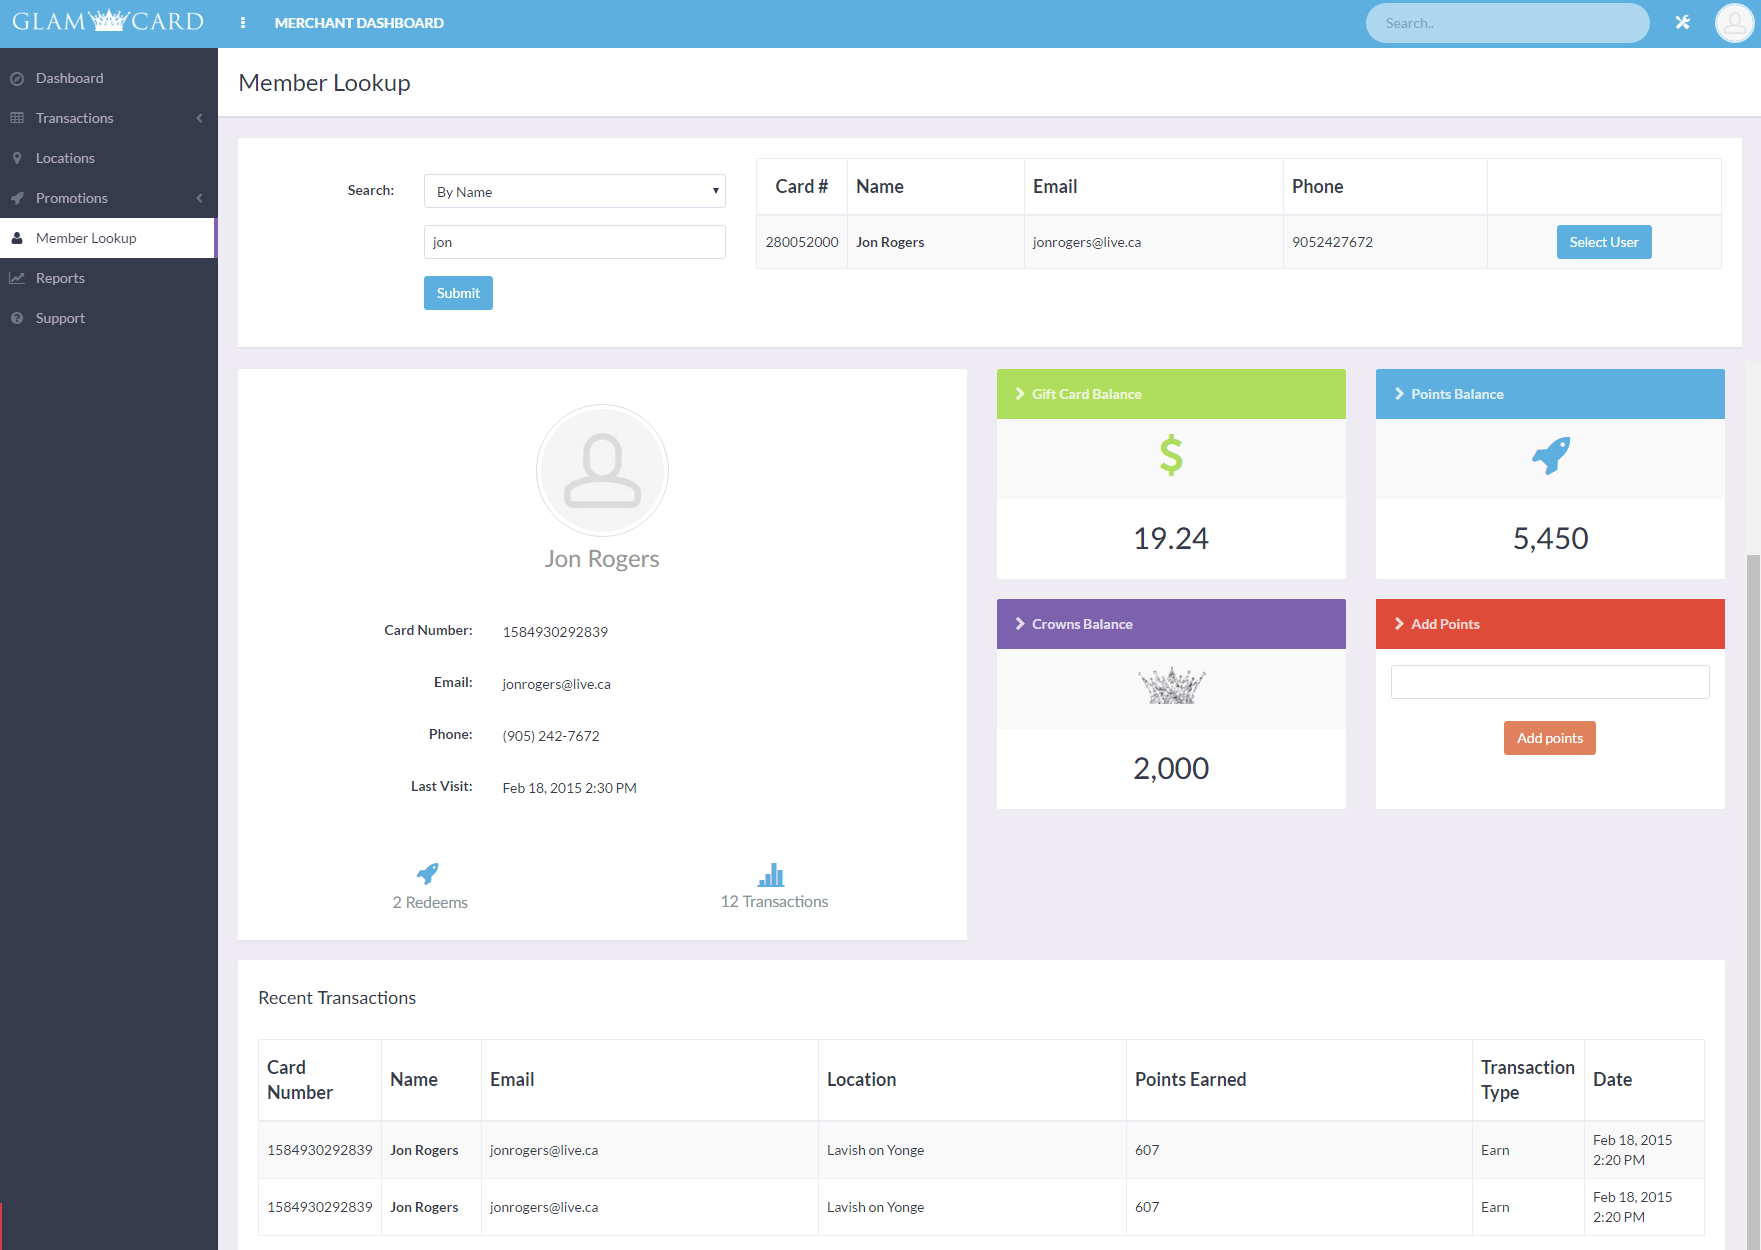 GLAM CARD
MERCHANT DASHBOARD
Search..
Dashboard
Transactions
Locations
Promotions
Member Lookup
Reports
Support
Member Lookup
Search:
By Name
jon
Submit
Card # Name Email Phone
280052000 Jon Rogers jonrogers@live.ca 9052427672 Select User
Jon Rogers
Card Number: 1584930292839
Email: jonrogers@live.ca
Phone: (905) 242-7672
Last Visit: Feb 18, 2015 2:30 PM
2 Redeems
12 Transactions
Gift Card Balance
$
19.24
Points Balance
5,450
Crowns Balance
2,000
Add Points
Add points
Recent Transactions
Card Number Name Email Location Points Earned Transaction Type Date
1584930292839 Jon Rogers jonrogers@live.ca Lavish on Yonge 607 Earn Feb 18, 2015 2:20 PM
1584930292839 Jon Rogers jonrogers@live.ca Lavish on Yonge 607 Earn Feb 18, 2015 2:20 PM